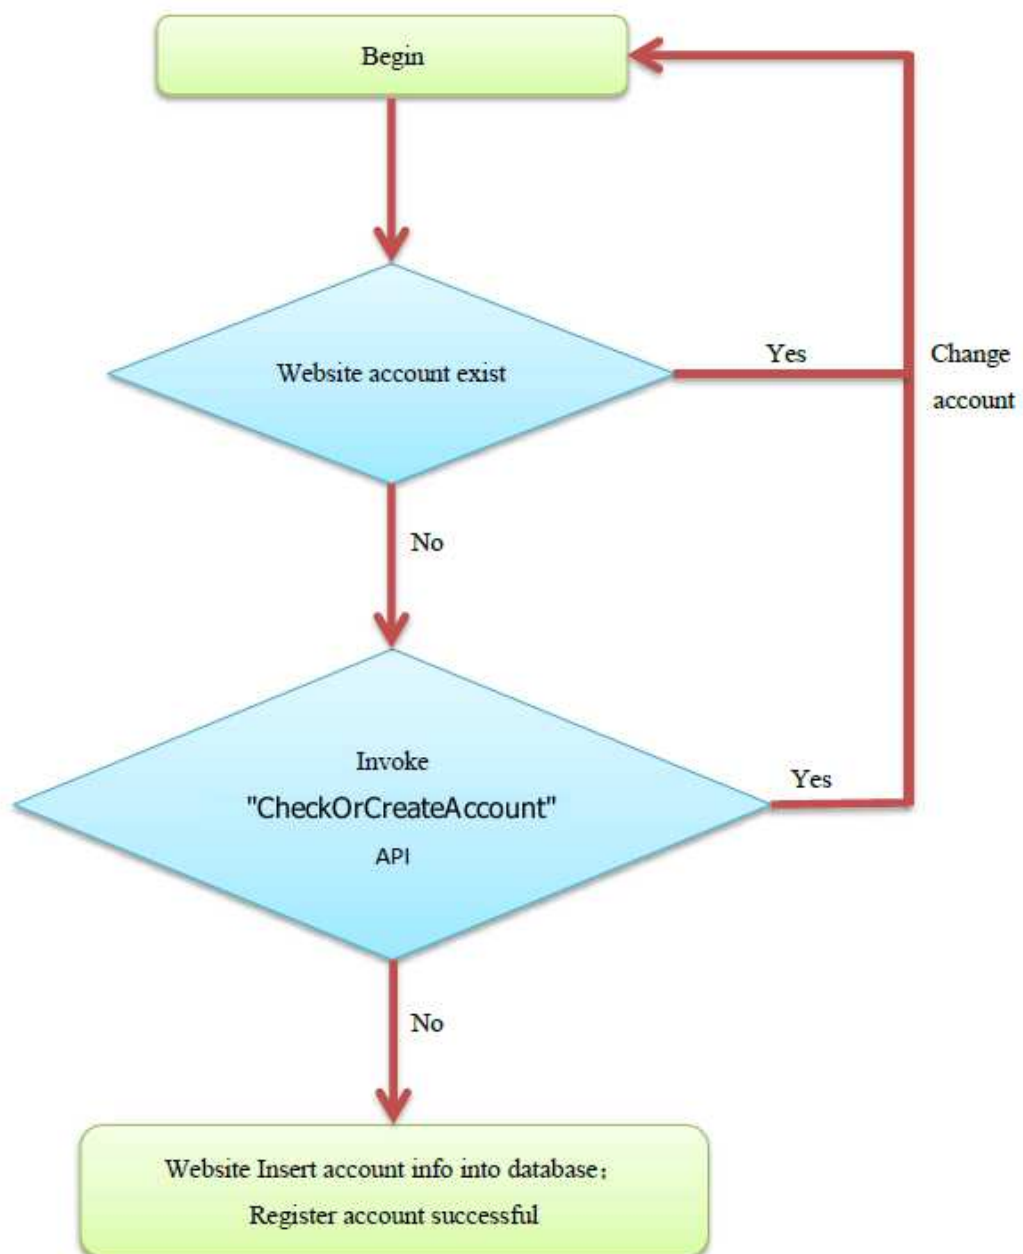 Begin
Website account exist
Yes
Change
account
No
Invoke
"CheckOrCreateAccount"
API
Yes
No
Website Insert account info into database;
Register account successful